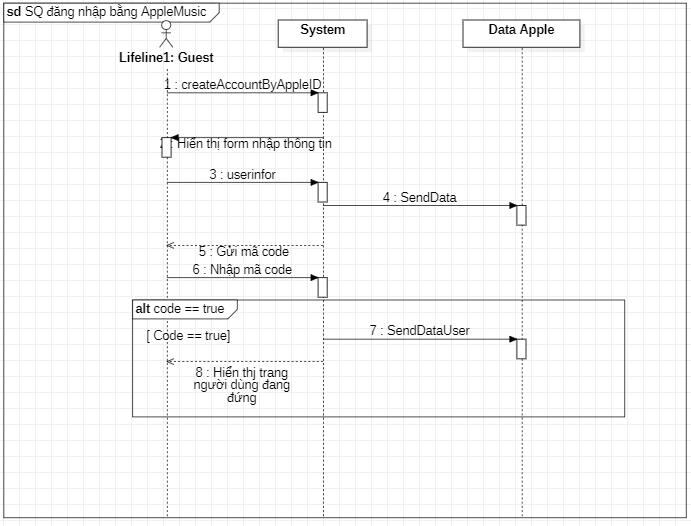 sd SQ đăng nhập bằng AppleMusic
System
Data Apple
Lifeline1: Guest
1 : createAccountByAppleID
2 : Hiển thị form nhập thông tin
3 : userinfor
4 : SendData
5 : Gửi mã code
6 : Nhập mã code
alt code == true
[ Code == true]
7 : SendDataUser
8 : Hiển thị trang
người dùng đang
đứng